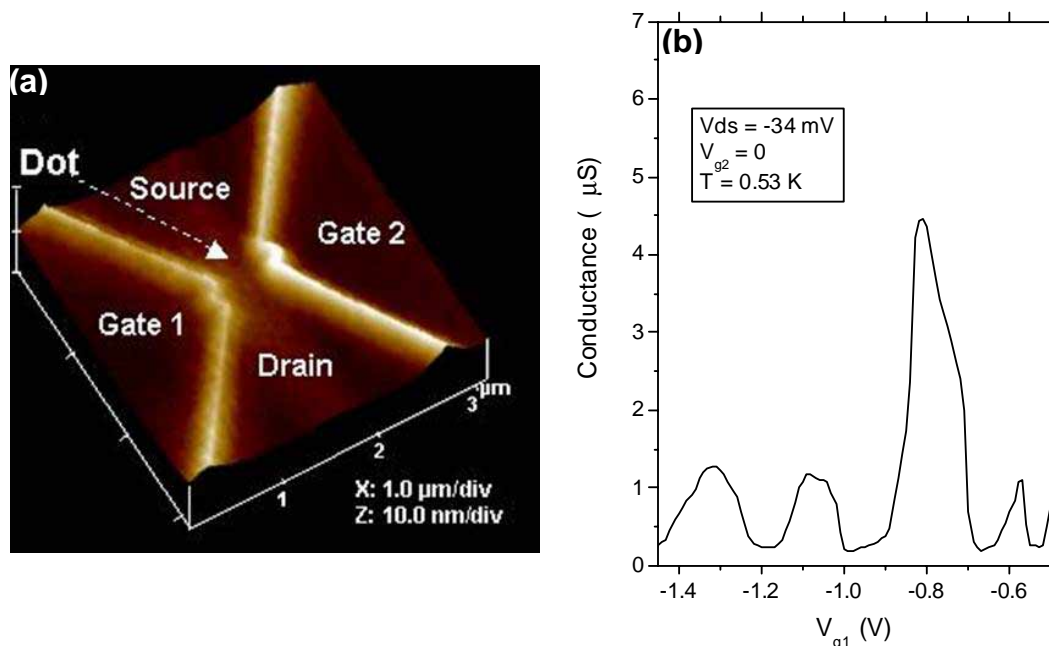 (a)
Dot
Source
Gate 2
Gate 1
Drain
µm
3
2
1
X: 1.0 µm/div
Z: 10.0 nm/div
(b)
7
6
5
4
3
2
1
0
Conductance ( µS)
Vds = -34 mV
V_g2 = 0
T = 0.53 K
-1.4 -1.2 -1.0 -0.8 -0.6
V_g1 (V)